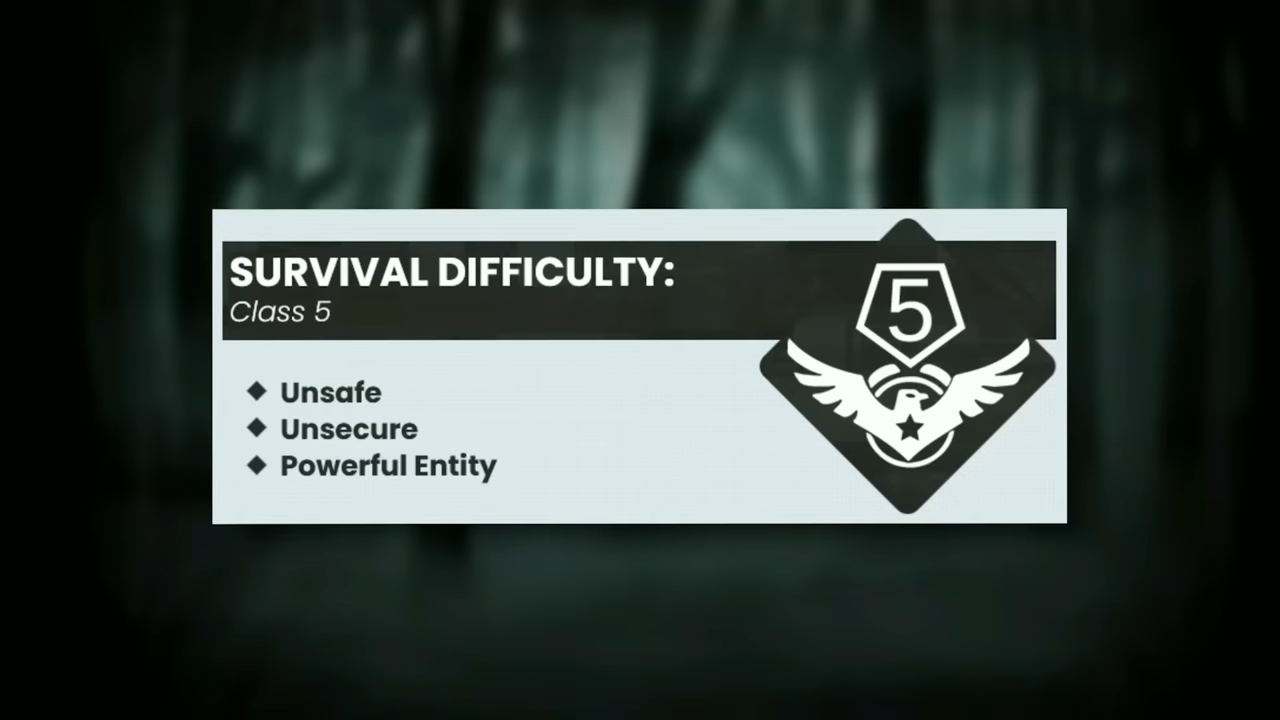 SURVIVAL DIFFICULTY:
Class 5
5
Unsafe
Unsecure
Powerful Entity